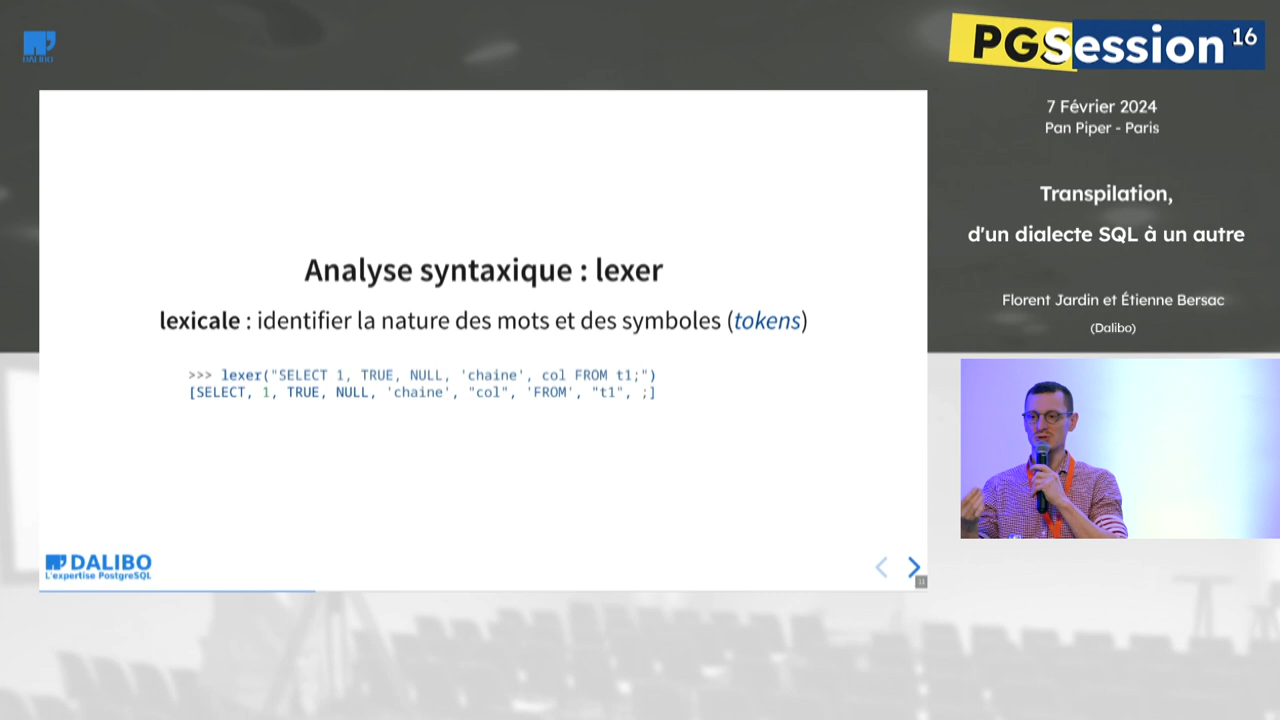 DALIBO
PGSession 16
7 Février 2024
Pan Piper - Paris
Transpilation,
d'un dialecte SQL à un autre
Florent Jardin et Étienne Bersac
(Dalibo)
Analyse syntaxique : lexer
lexicale : identifier la nature des mots et des symboles (tokens)
>>> lexer("SELECT 1, TRUE, NULL, 'chaine', col FROM t1;")
[SELECT, 1, TRUE, NULL, 'chaine', "col", 'FROM', "t1", ;]
DALIBO
L'expertise PostgreSQL
11